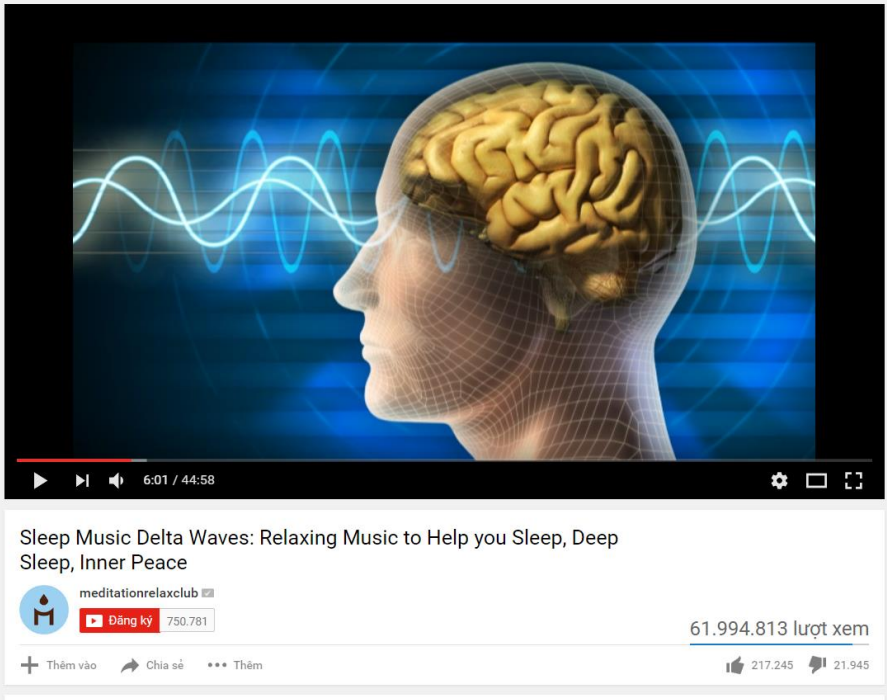 6:01 / 44:58
Sleep Music Delta Waves: Relaxing Music to Help you Sleep, Deep
Sleep, Inner Peace
meditationrelaxclub
Đăng ký 750.781
61.994.813 lượt xem
Thêm vào Chia sẻ Thêm 217.245 21.945